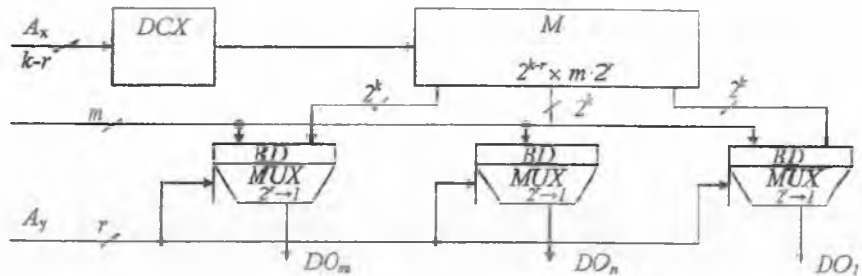 A_x
k-r
DCX
M
2^{k-r} × m·2^r
2^k
2^k
2^k
m
BD
MUX
2^r→1
BD
MUX
2^r→1
BD
MUX
2^r→1
A_y
r
DO_m
DO_n
DO_1